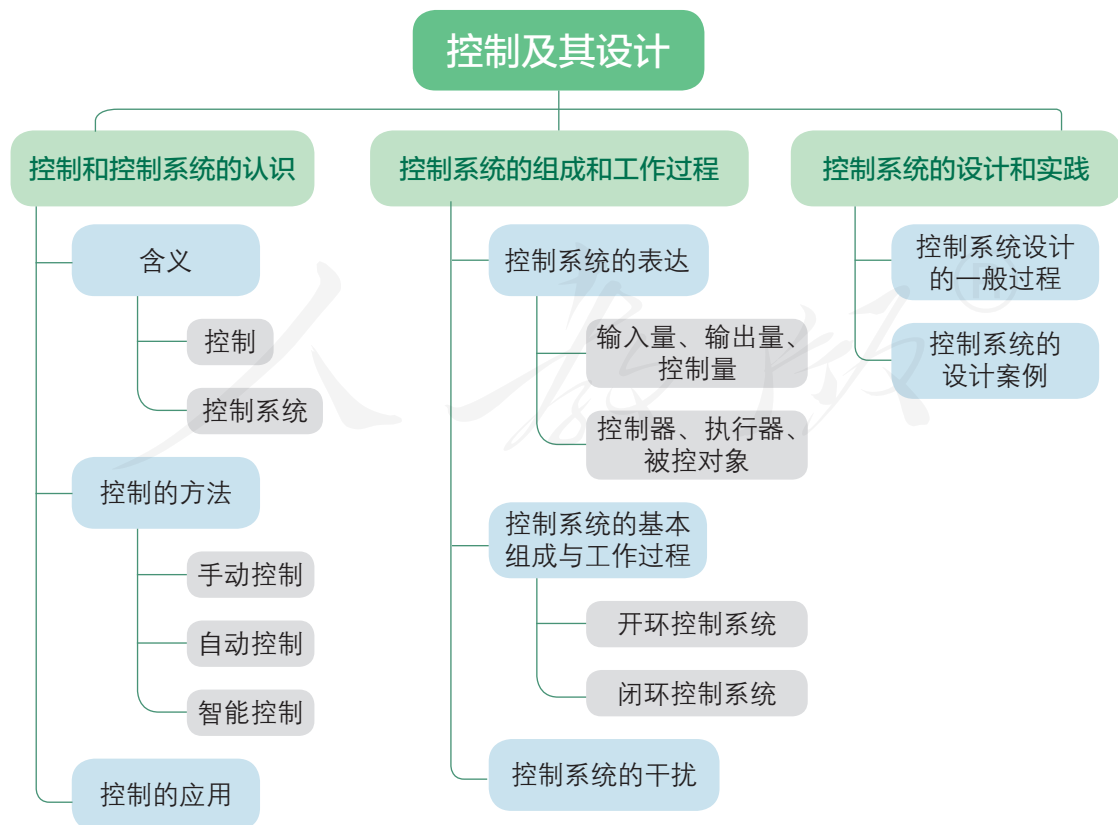 控制及其设计
控制和控制系统的认识
含义
控制
控制系统
控制的方法
手动控制
自动控制
智能控制
控制的应用
控制系统的组成和工作过程
控制系统的表达
输入量、输出量、
控制量
控制器、执行器、
被控对象
控制系统的基本
组成与工作过程
开环控制系统
闭环控制系统
控制系统的干扰
控制系统的设计和实践
控制系统设计
的一般过程
控制系统的
设计案例
人教版®